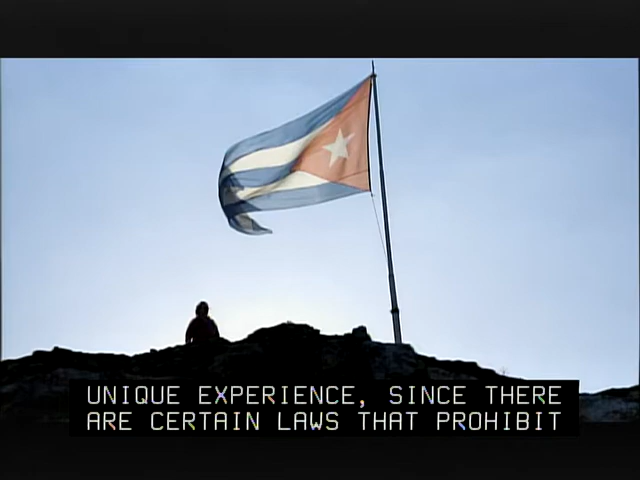 UNIQUE EXPERIENCE, SINCE THERE
ARE CERTAIN LAWS THAT PROHIBIT